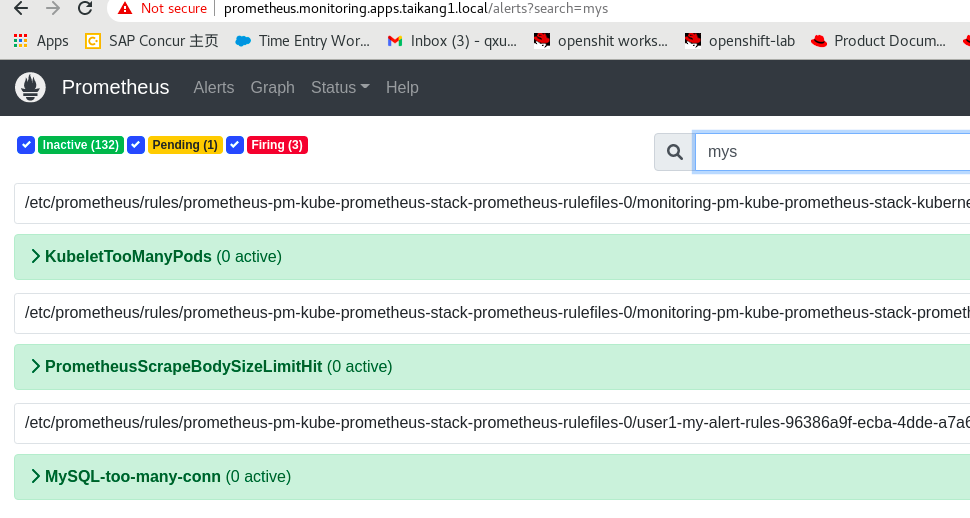 Not secure prometheus.monitoring.apps.taikang1.local/alerts?search=mys
Apps SAP Concur 主页 Time Entry Wor... Inbox (3) - qxu... openshit works... openshift-lab Product Docum...
Prometheus Alerts Graph Status Help
Inactive (132) Pending (1) Firing (3) mys
/etc/prometheus/rules/prometheus-pm-kube-prometheus-stack-prometheus-rulefiles-0/monitoring-pm-kube-prometheus-stack-kuberne
KubeletTooManyPods (0 active)
/etc/prometheus/rules/prometheus-pm-kube-prometheus-stack-prometheus-rulefiles-0/monitoring-pm-kube-prometheus-stack-prometh
PrometheusScrapeBodySizeLimitHit (0 active)
/etc/prometheus/rules/prometheus-pm-kube-prometheus-stack-prometheus-rulefiles-0/user1-my-alert-rules-96386a9f-ecba-4dde-a7a6
MySQL-too-many-conn (0 active)